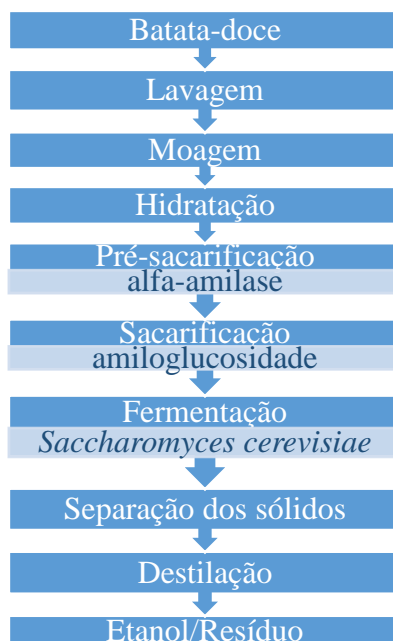 Batata-doce
Lavagem
Moagem
Hidratação
Pré-sacarificação
alfa-amilase
Sacarificação
amiloglucosidade
Fermentação
Saccharomyces cerevisiae
Separação dos sólidos
Destilação
Etanol/Resíduo